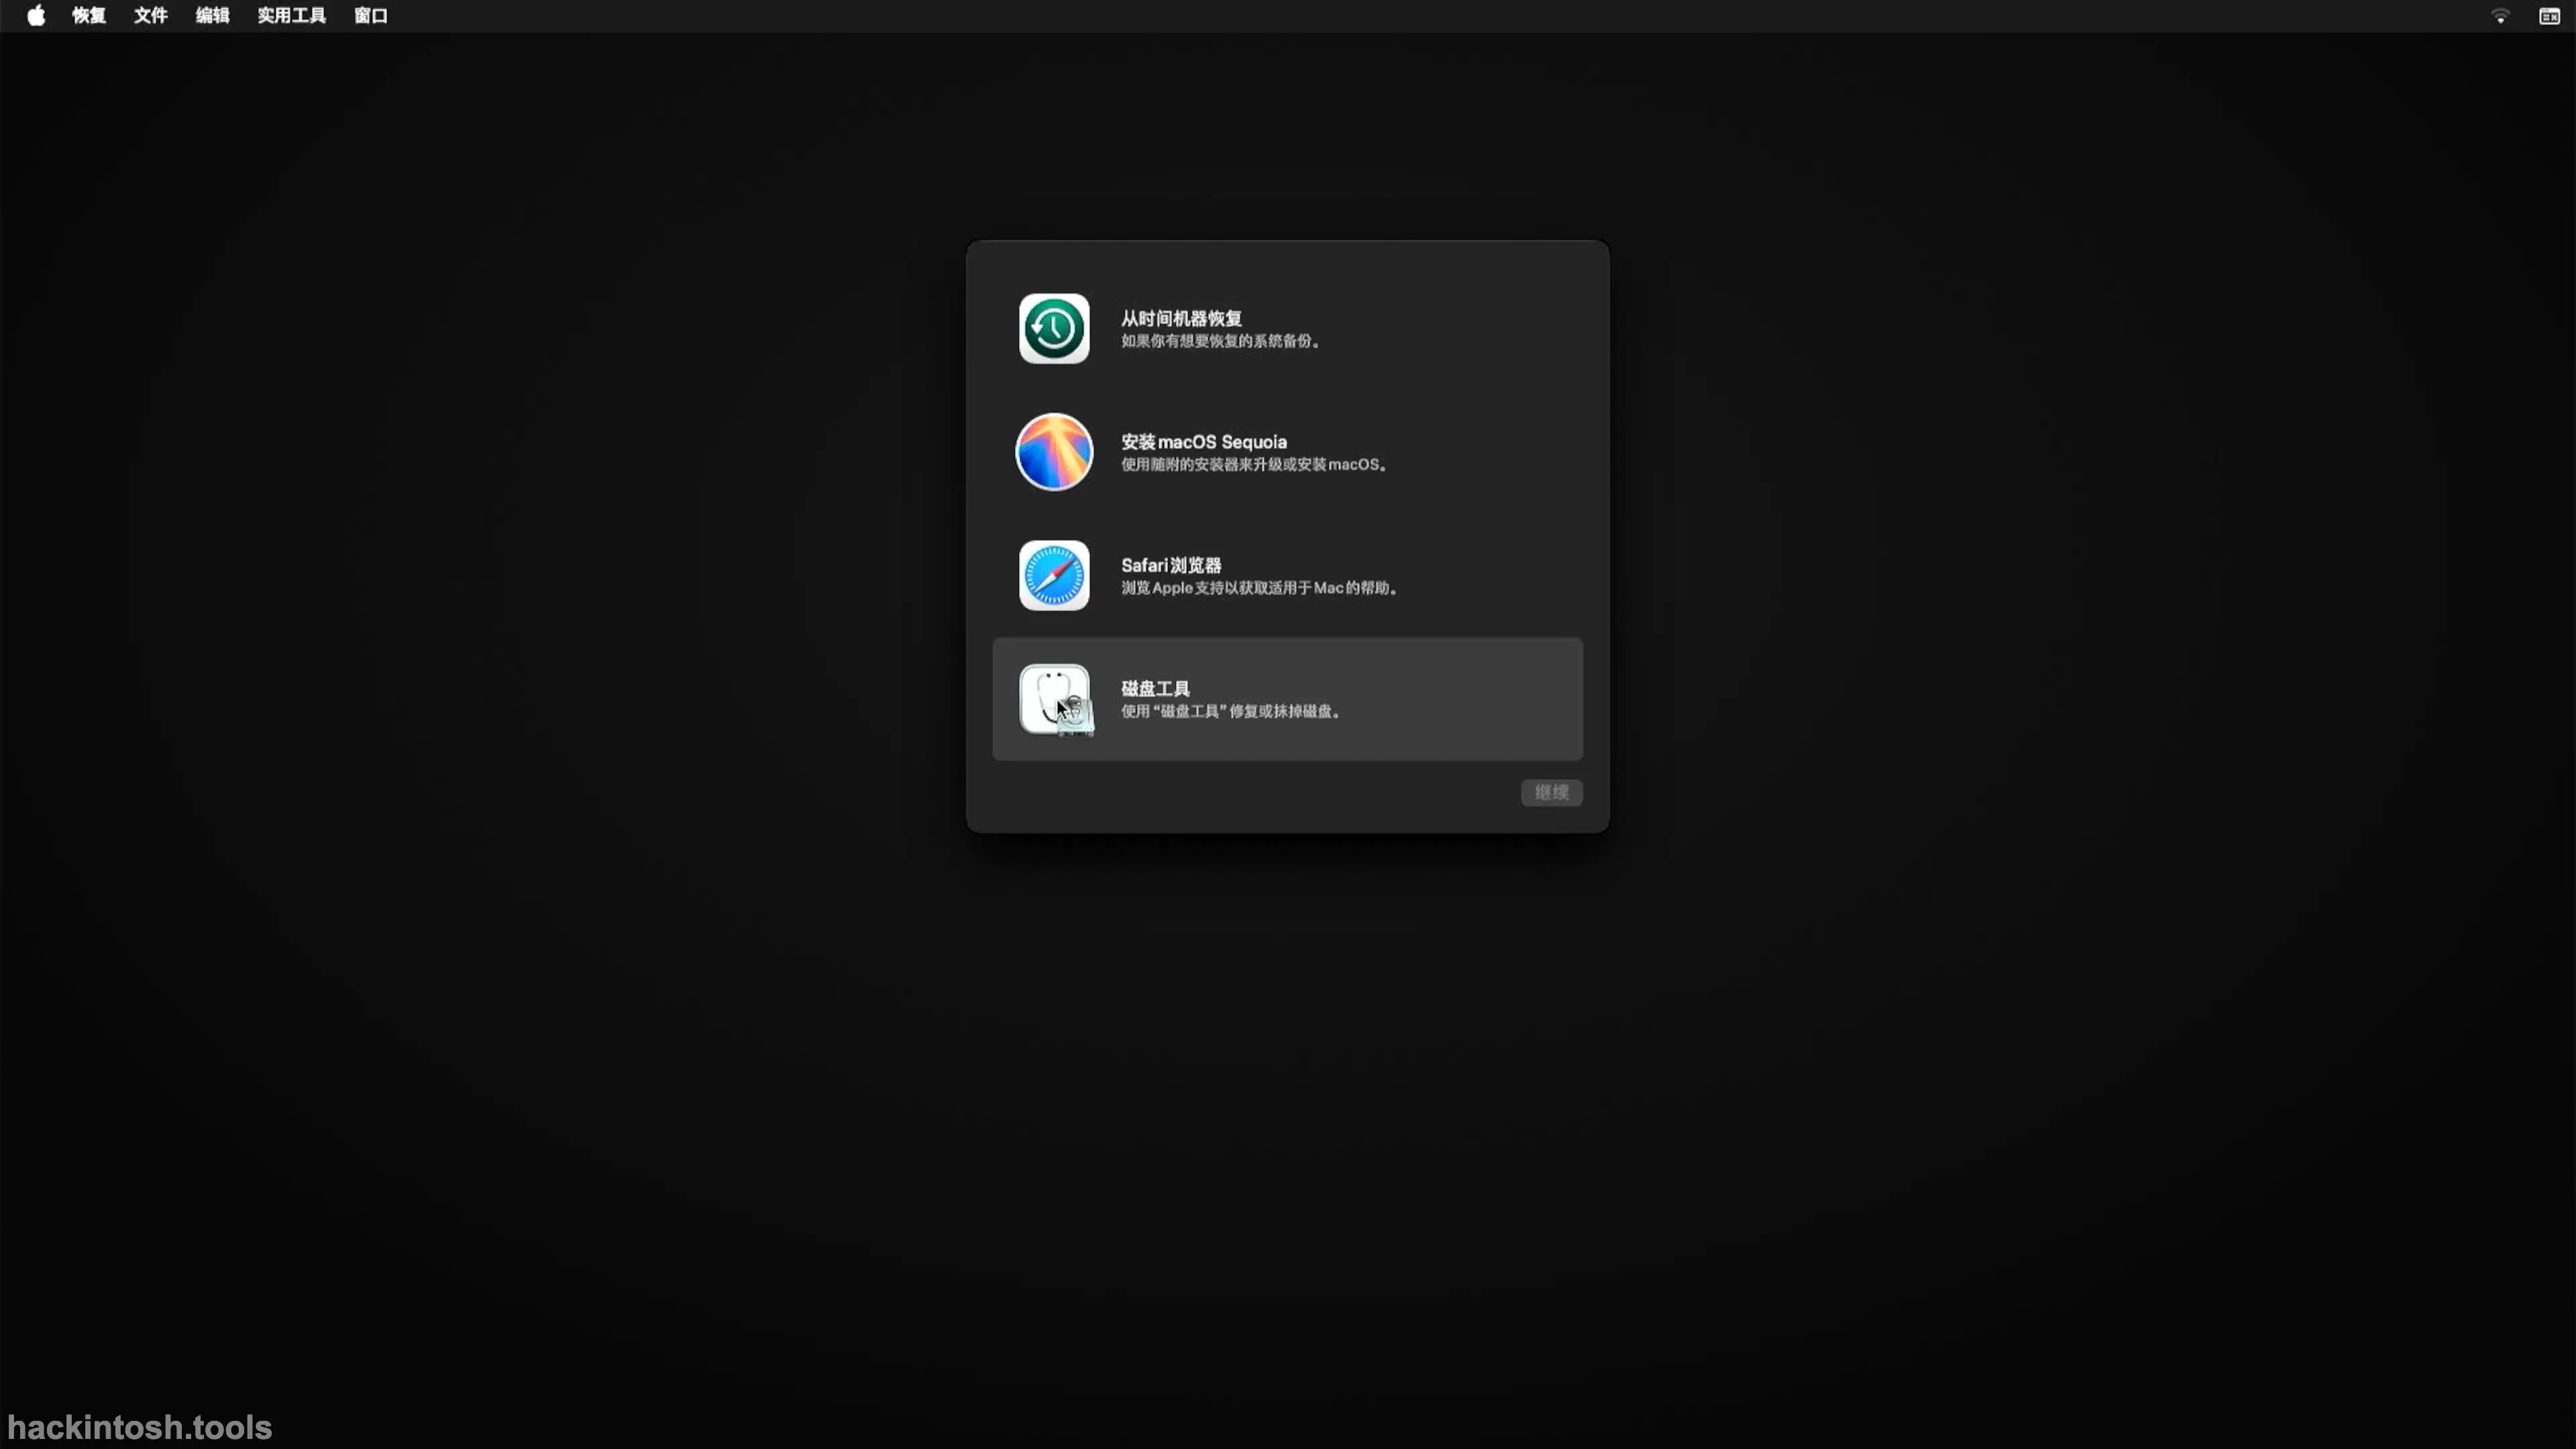 恢复 文件 编辑 实用工具 窗口
从时间机器恢复
如果你有想要恢复的系统备份。
安装macOS Sequoia
使用随附的安装器来升级或安装macOS。
Safari浏览器
浏览Apple支持以获取适用于Mac的帮助。
磁盘工具
使用“磁盘工具”修复或抹掉磁盘。
继续
hackintosh.tools